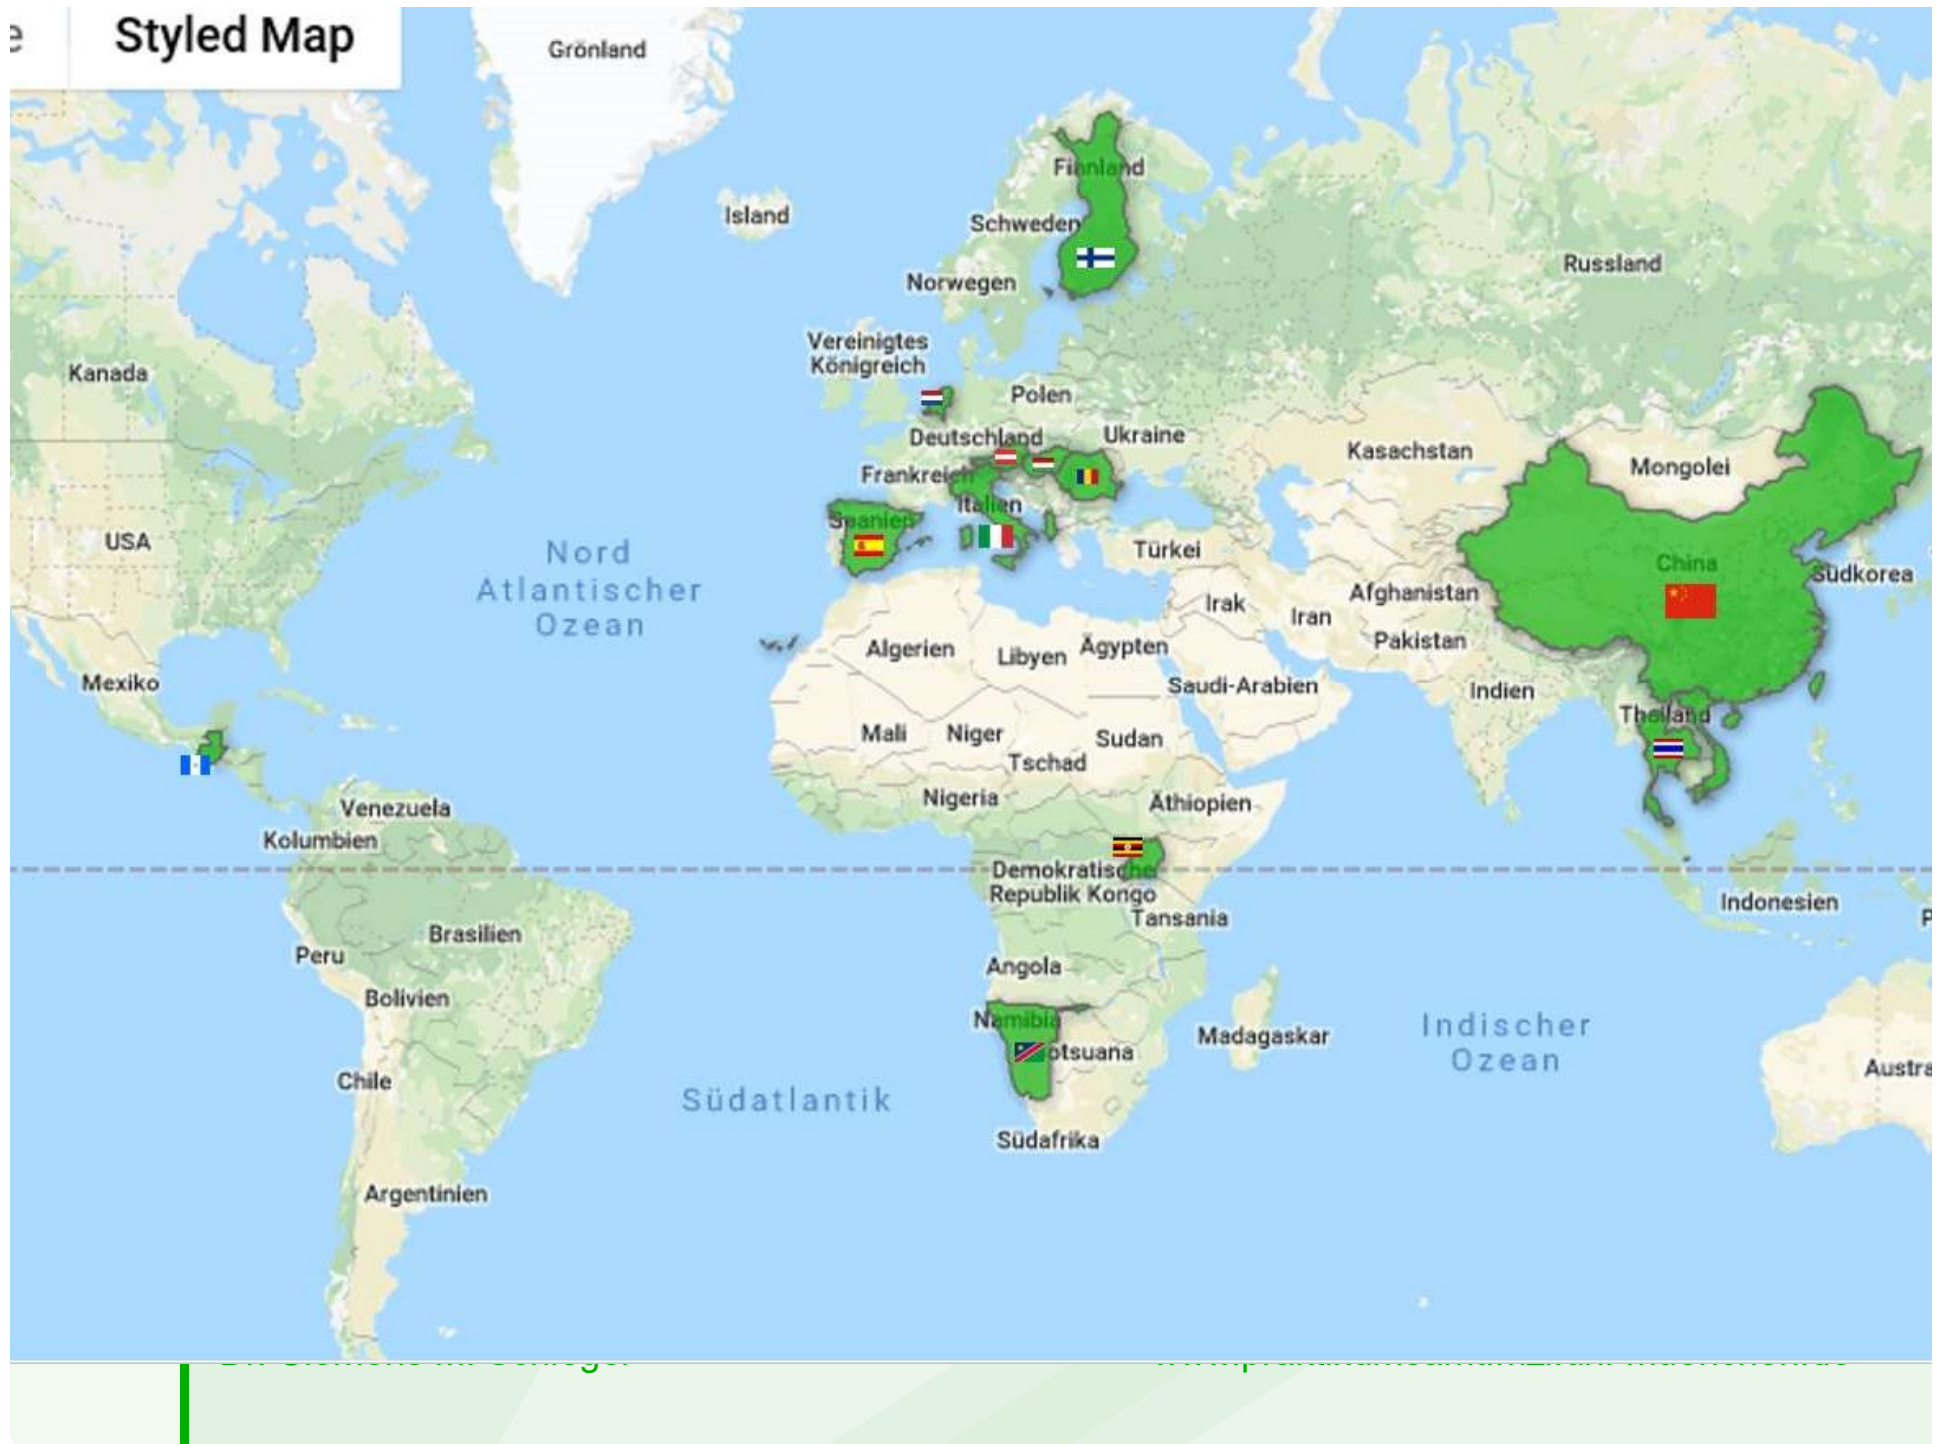 e
Styled Map
Grönland
Finnland
Island
Schweden
Russland
Norwegen
Vereinigtes
Königreich
Kanada
Polen
Deutschland
Ukraine
Kasachstan
Mongolei
Frankreich
Italien
Spanien
USA
Nord
Atlantischer
Ozean
Türkei
China
Südkorea
Afghanistan
Irak
Iran
Pakistan
Algerien
Libyen
Ägypten
Mexiko
Saudi-Arabien
Indien
Thailand
Mali
Niger
Sudan
Tschad
Nigeria
Äthiopien
Venezuela
Kolumbien
Demokratische
Republik Kongo
Indonesien
Tansania
P
Brasilien
Peru
Angola
Bolivien
Namibia
otsuana
Madagaskar
Indischer
Ozean
Austra
Chile
Südatlantik
Südafrika
Argentinien